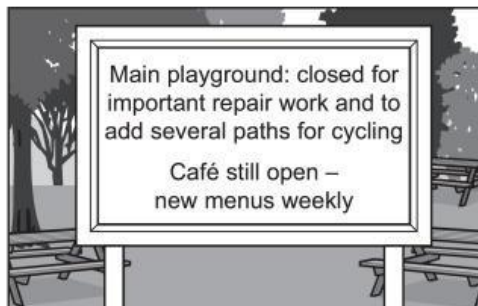 Main playground: closed for
important repair work and to
add several paths for cycling
Café still open –
new menus weekly